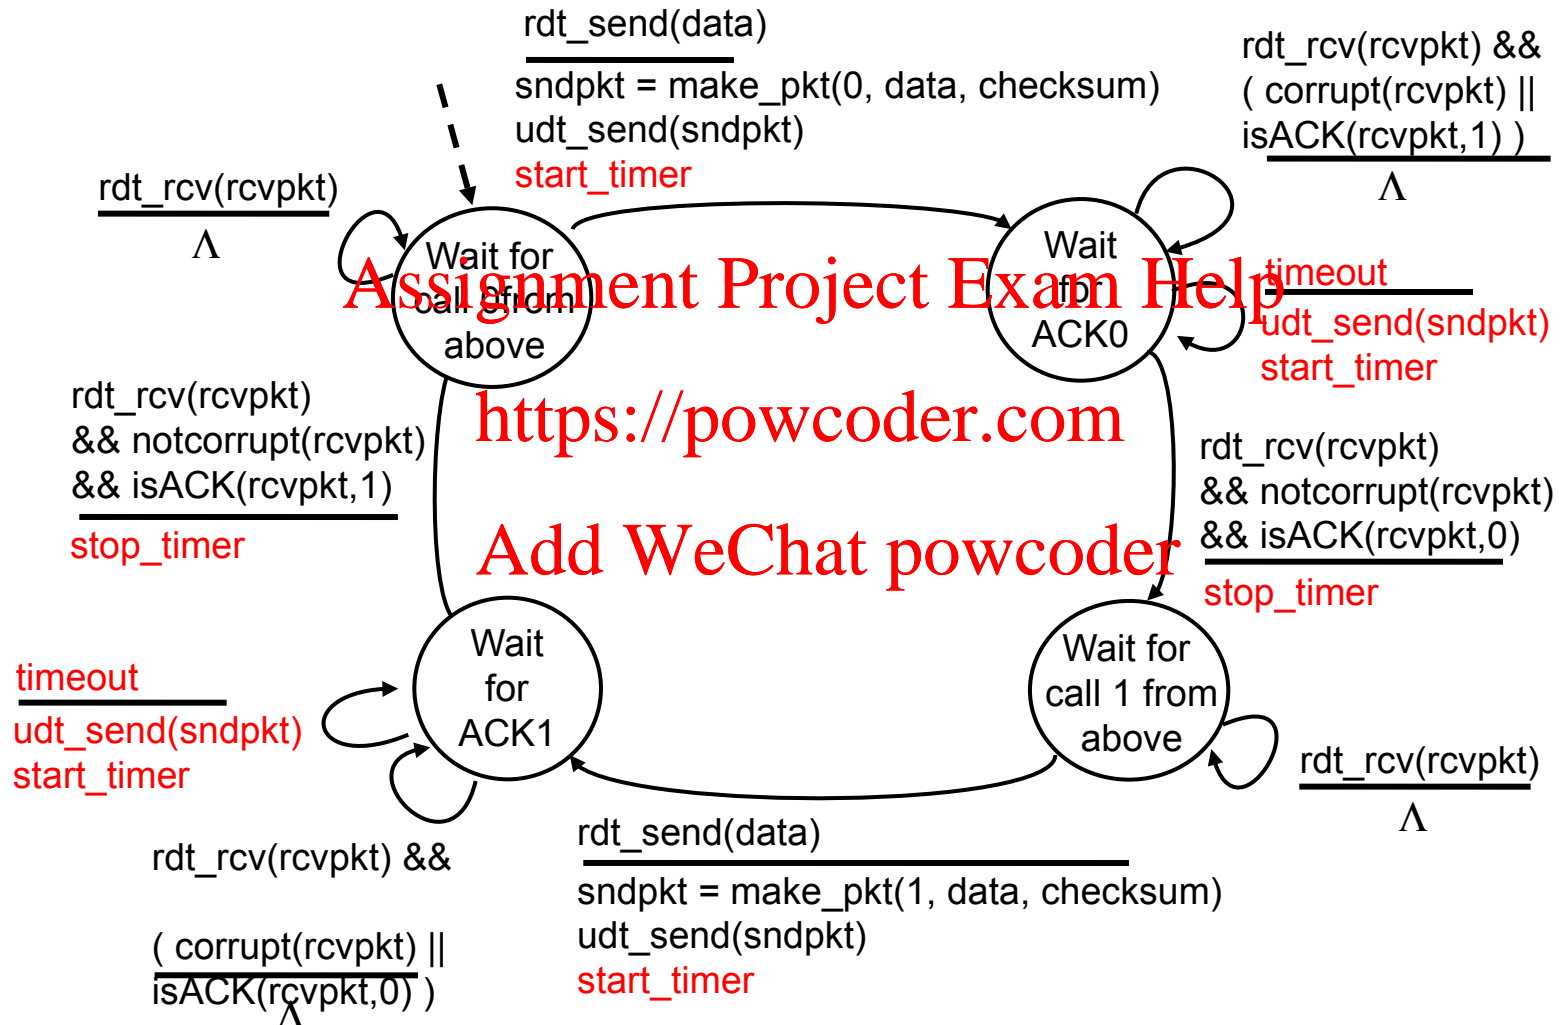 rdt_send(data)
sndpkt = make_pkt(0, data, checksum)
udt_send(sndpkt)
start_timer
rdt_rcv(rcvpkt) &&
( corrupt(rcvpkt) ||
isACK(rcvpkt,1) )
Λ
rdt_rcv(rcvpkt)
Λ
Wait for
call 0from
above
Wait
for
ACK0
timeout
udt_send(sndpkt)
start_timer
Assignment Project Exam Help
https://powcoder.com
Add WeChat powcoder
rdt_rcv(rcvpkt)
&& notcorrupt(rcvpkt)
&& isACK(rcvpkt,1)
stop_timer
rdt_rcv(rcvpkt)
&& notcorrupt(rcvpkt)
&& isACK(rcvpkt,0)
stop_timer
Wait
for
ACK1
Wait for
call 1 from
above
timeout
udt_send(sndpkt)
start_timer
rdt_rcv(rcvpkt)
Λ
rdt_rcv(rcvpkt) &&
( corrupt(rcvpkt) ||
isACK(rcvpkt,0) )
Λ
rdt_send(data)
sndpkt = make_pkt(1, data, checksum)
udt_send(sndpkt)
start_timer